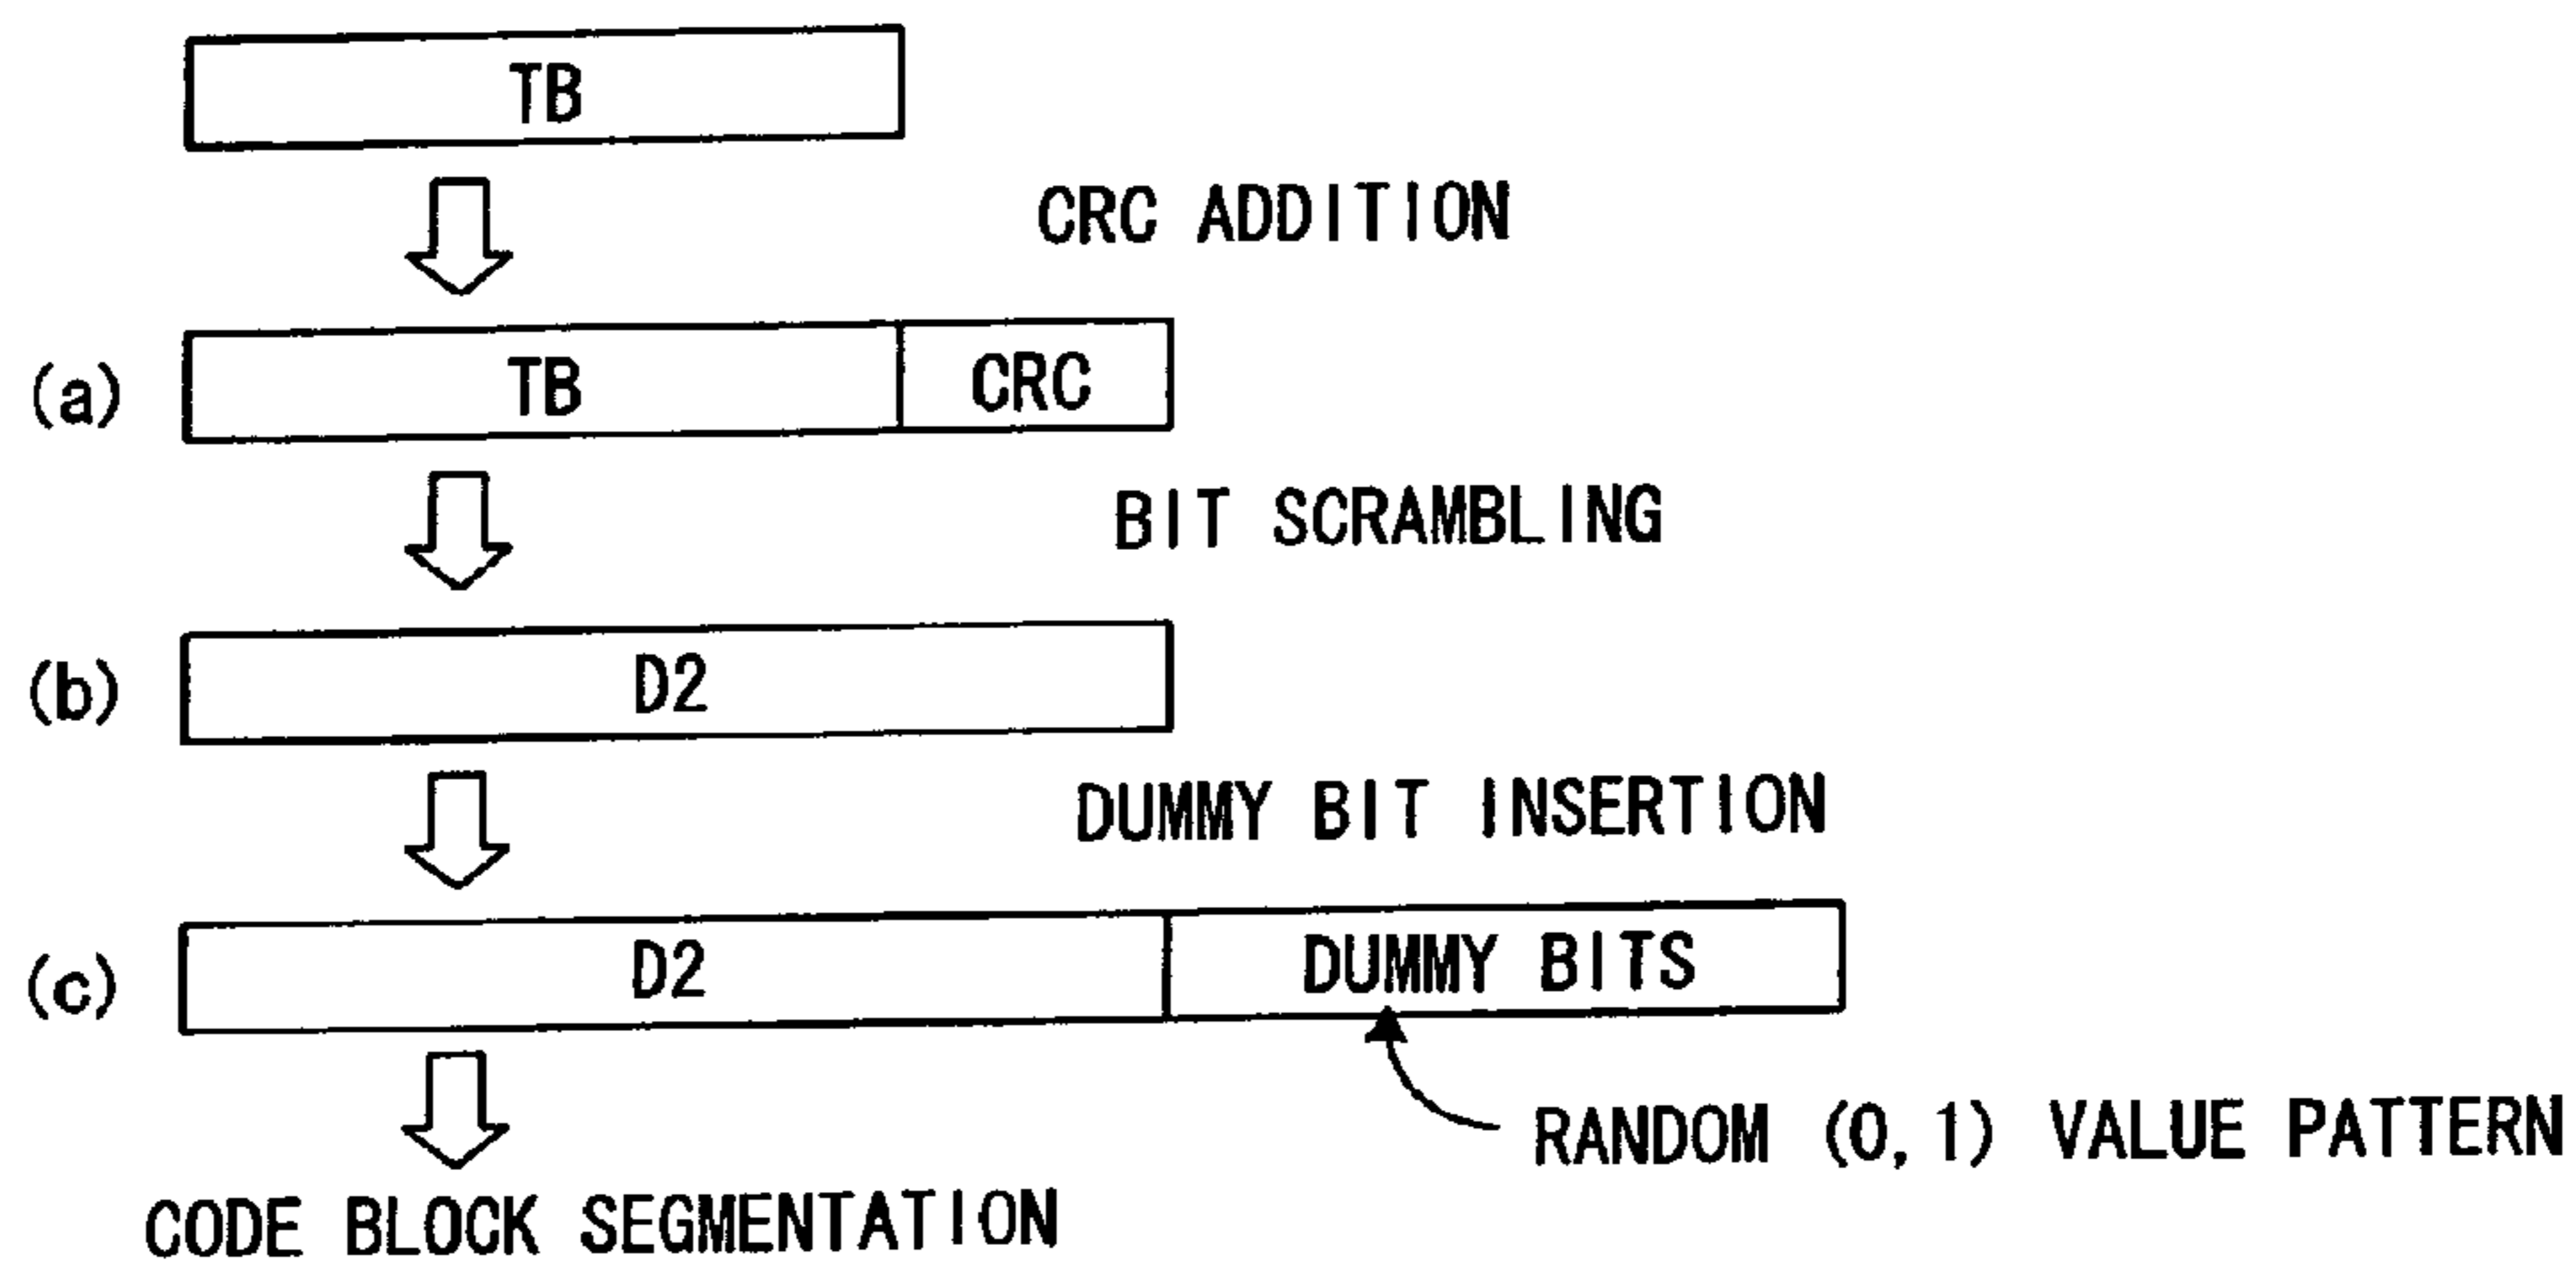 TB
CRC ADDITION
(a) TB CRC
BIT SCRAMBLING
(b) D2
DUMMY BIT INSERTION
(c) D2 DUMMY BITS
RANDOM (0,1) VALUE PATTERN
CODE BLOCK SEGMENTATION